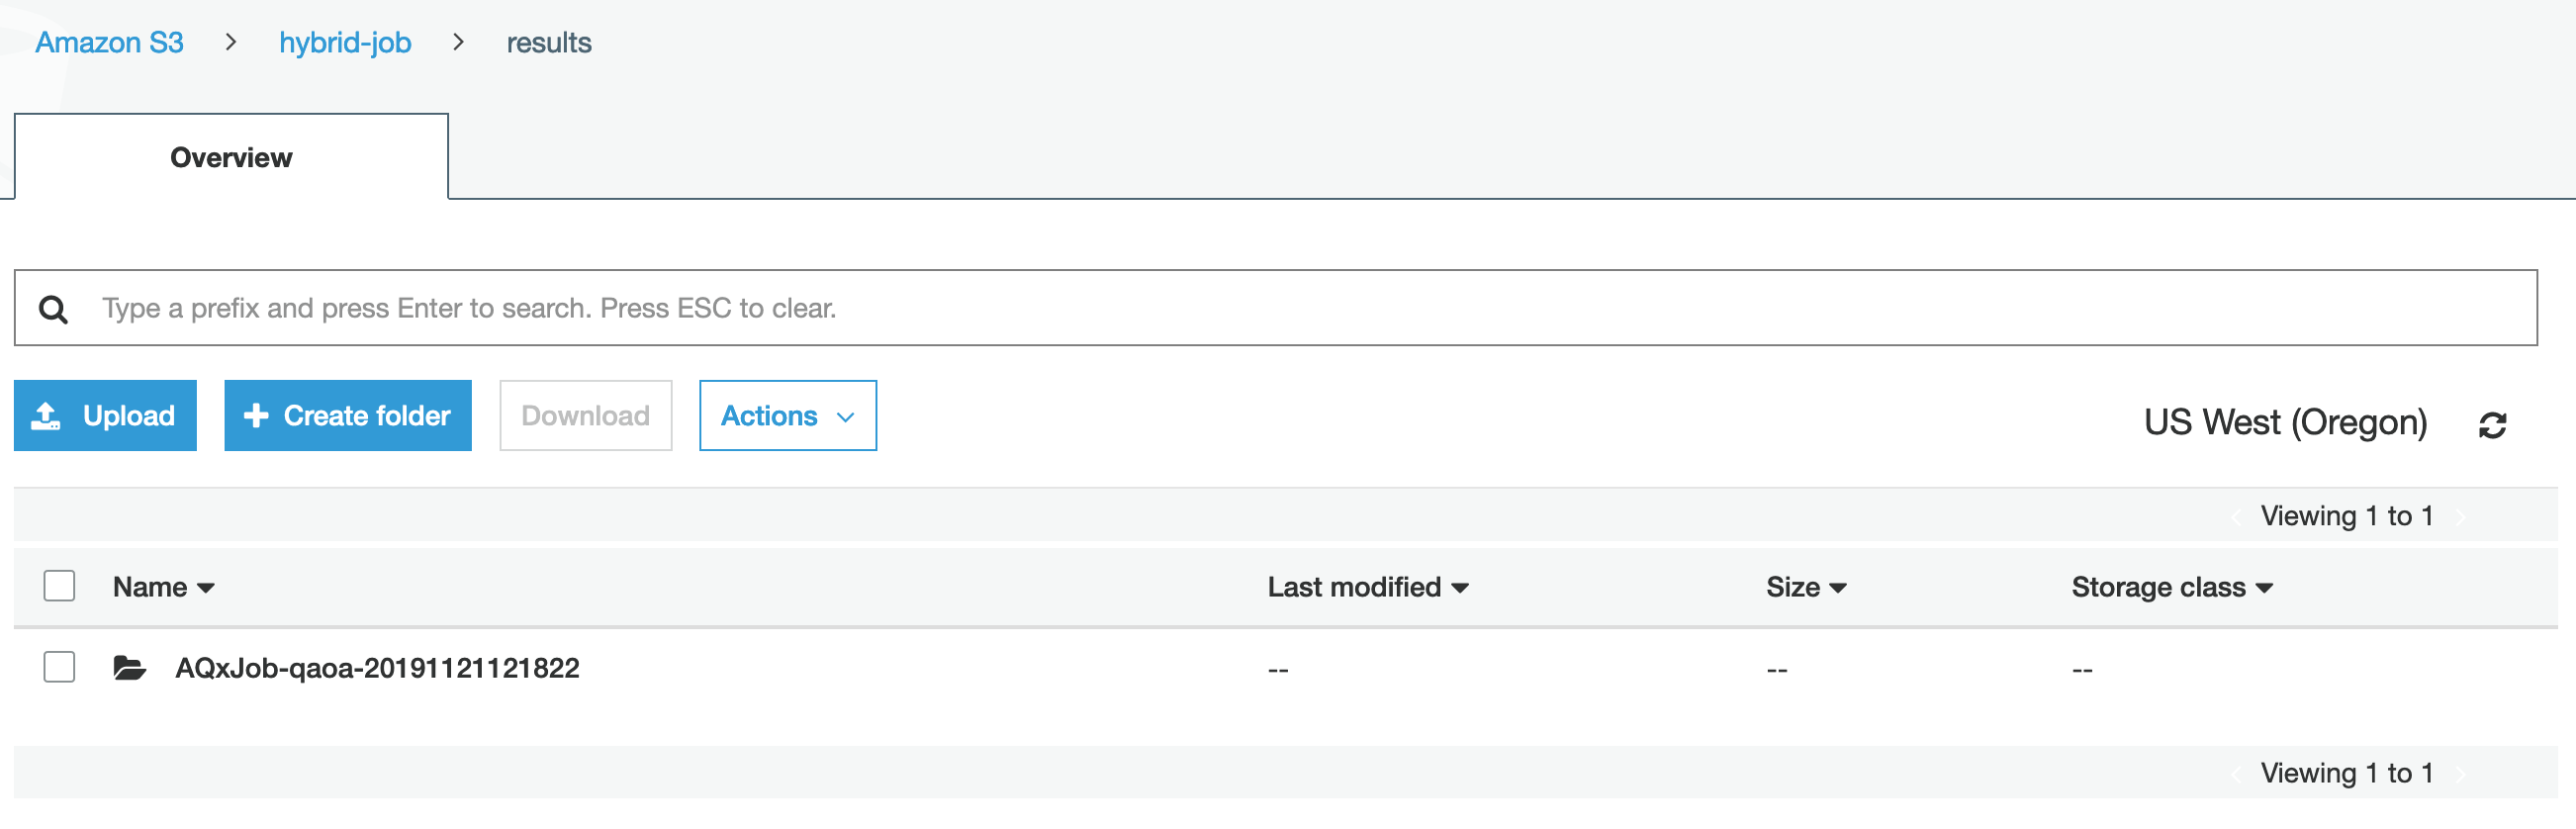 Amazon S3 > hybrid-job > results
Overview
Type a prefix and press Enter to search. Press ESC to clear.
Upload + Create folder Download Actions US West (Oregon)
Viewing 1 to 1
Name Last modified Size Storage class
AQxJob-qaoa-20191121121822 -- -- --
Viewing 1 to 1